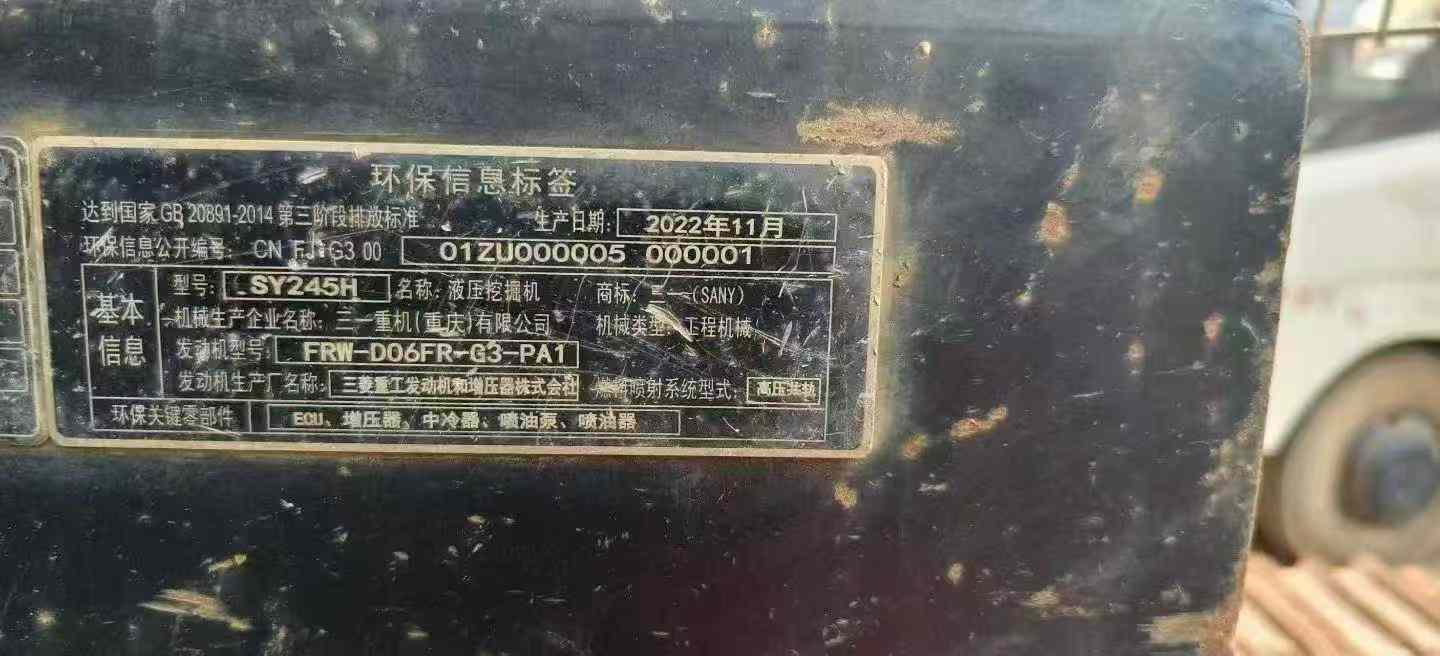 环保信息标签
达到国家 GB 20891-2014 第三阶段排放标准 生产日期: 2022年11月
环保信息公开编号: CN FJ G3 00 01ZU000005 000001
基本信息
型号: SY245H 名称: 液压挖掘机 商标: 三一(SANY)
机械生产企业名称: 三一重机(重庆)有限公司 机械类型: 工程机械
发动机型号: FRW-D06FR-G3-PA1
发动机生产厂名称: 三菱重工发动机和增压器株式会社 燃料喷射系统型式: 高压共轨
环保关键零部件 ECU、增压器、中冷器、喷油泵、喷油器